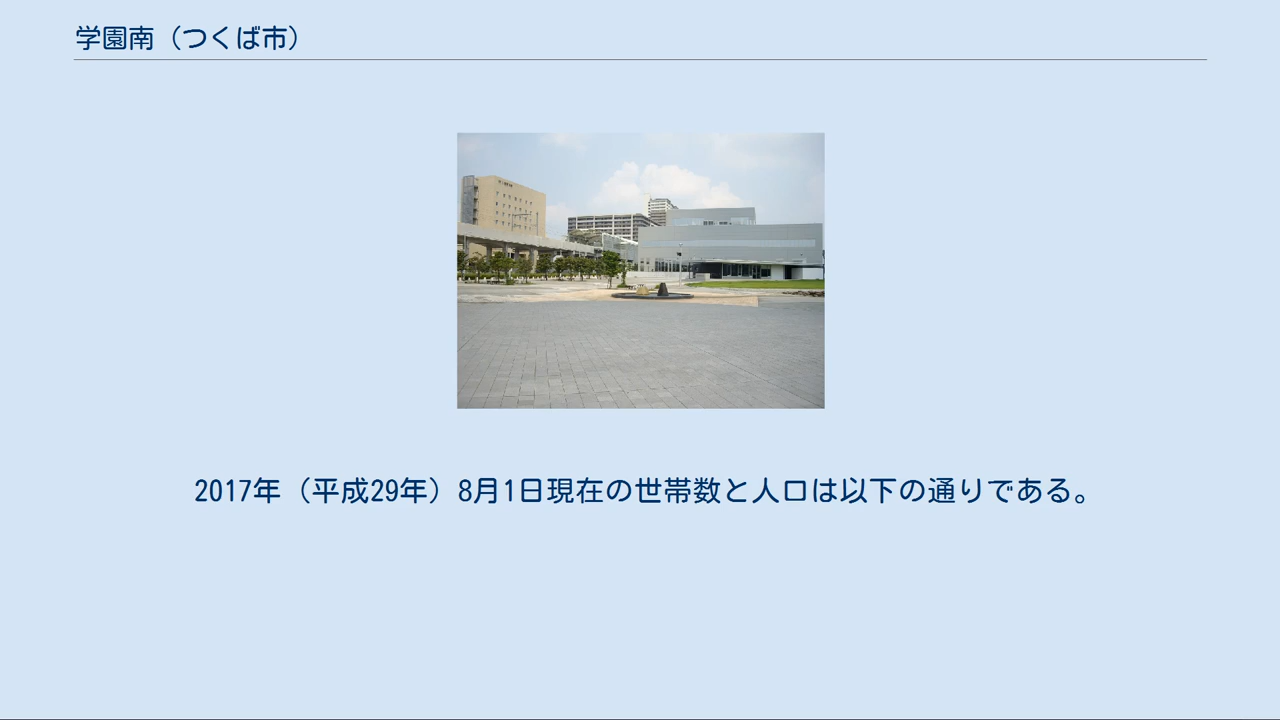 学園南（つくば市）
2017年（平成29年）8月1日現在の世帯数と人口は以下の通りである。